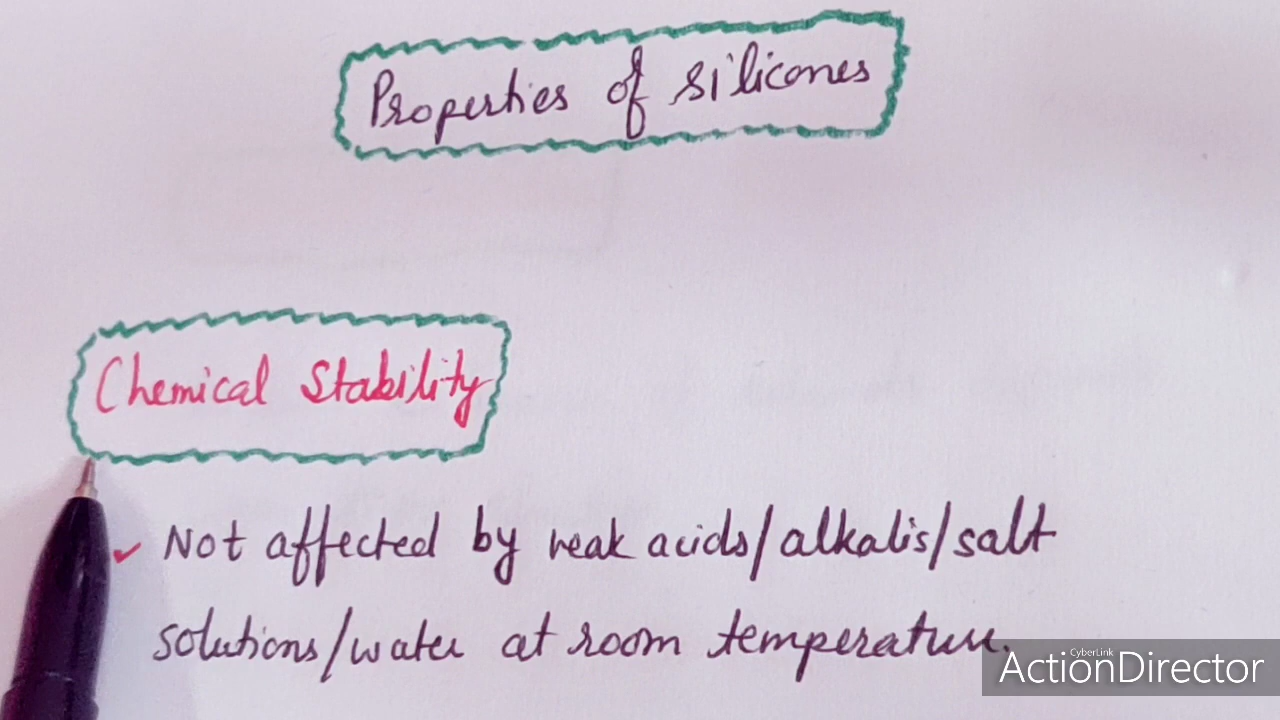 Properties of silicones
Chemical Stability
Not affected by weak acids/alkalis/salt
solutions/water at room temperature.
CyberLink
ActionDirector